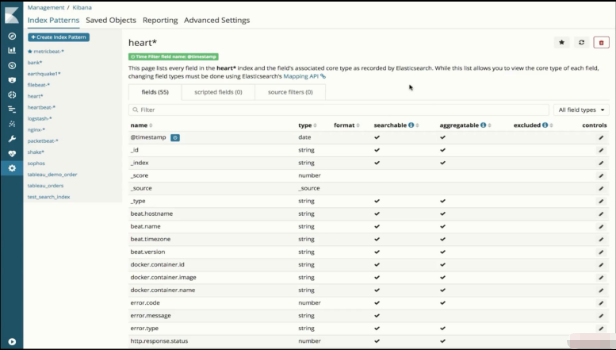 Management / Kibana
Index Patterns Saved Objects Reporting Advanced Settings
+ Create Index Pattern
★ metricbeat-*
bank*
earthquake1*
filebeat-*
heart*
heartbeat-*
logstash-*
nginx-*
packetbeat-*
shake*
sophos
tableau_demo_order
tableau_orders
test_search_index
heart*
Time Filter field name: @timestamp
This page lists every field in the heart* index and the field's associated core type as recorded by Elasticsearch. While this list allows you to view the core type of each field,
changing field types must be done using Elasticsearch's Mapping API
fields (55) scripted fields (0) source filters (0)
Filter All field types
name type format searchable aggregatable excluded controls
@timestamp date
_id string
_index string
_score number
_source _source
_type string
beat.hostname string
beat.name string
beat.timezone string
beat.version string
docker.container.id string
docker.container.image string
docker.container.name string
error.code number
error.message string
error.type string
http.response.status number